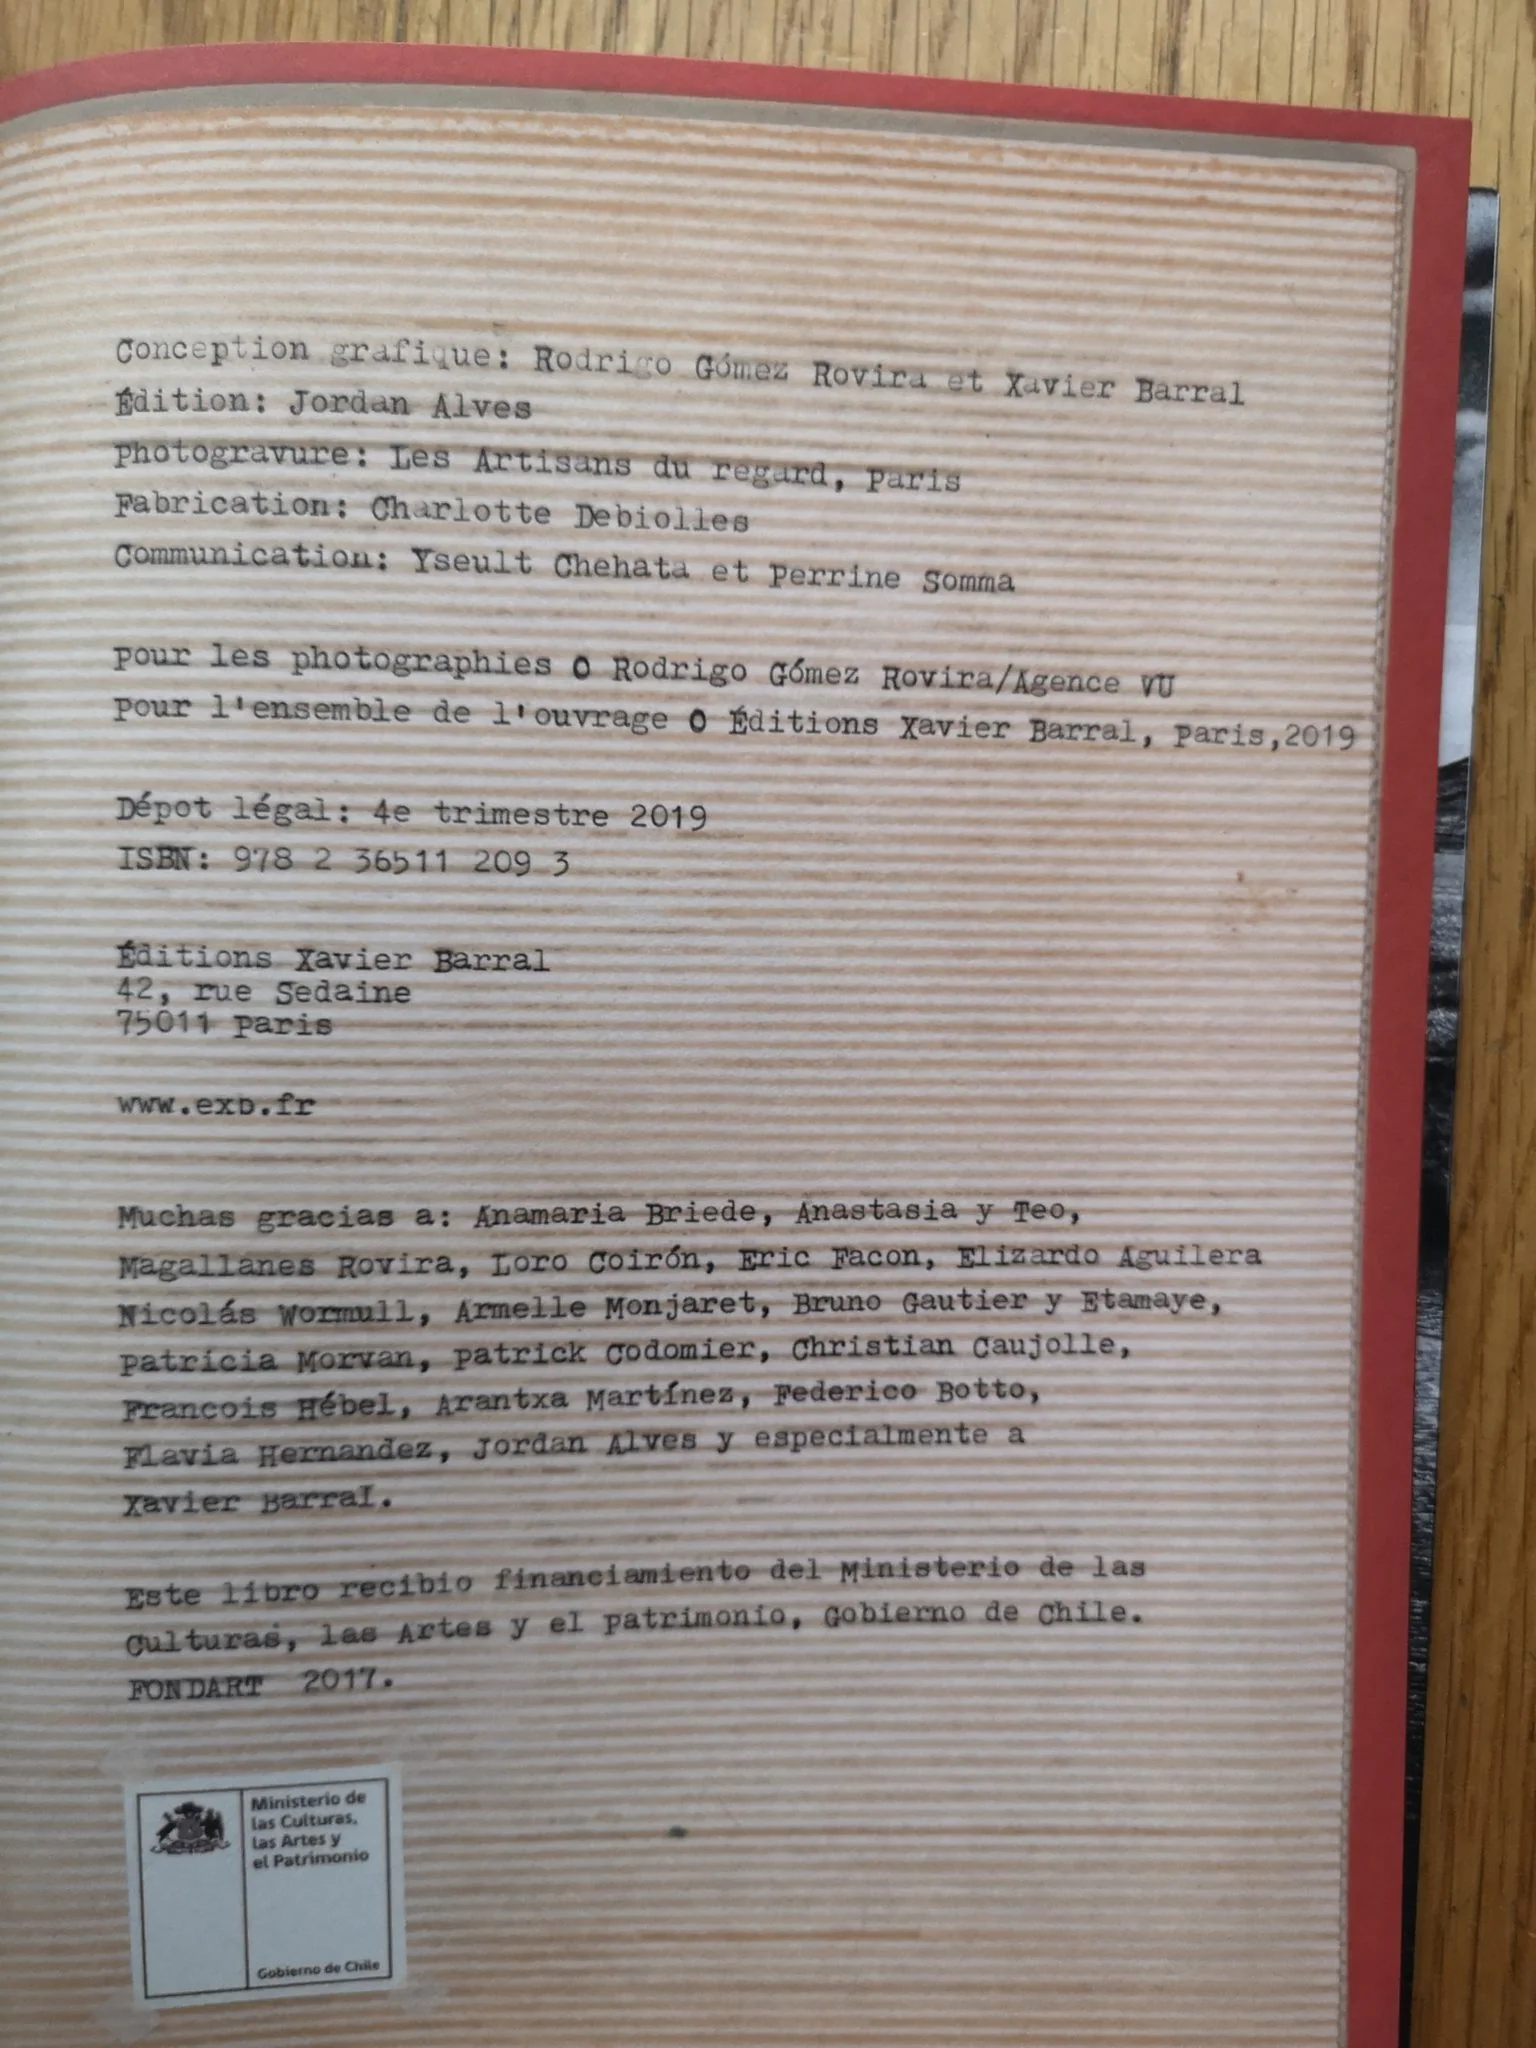 Conception grafique: Rodrigo Gómez Rovira et Xavier Barral
Édition: Jordan Alves
Photogravure: Les Artisans du regard, Paris
Fabrication: Charlotte Debiolles
Communication: Yseult Chehata et Perrine Somma
Pour les photographies O Rodrigo Gómez Rovira/Agence VU
Pour l'ensemble de l'ouvrage O Éditions Xavier Barral, Paris,2019
Dépot légal: 4e trimestre 2019
ISBN: 978 2 36511 209 3
Éditions Xavier Barral
42, rue Sedaine
75011 Paris
www.exb.fr
Muchas gracias a: Anamaria Briede, Anastasia y Teo,
Magallanes Rovira, Loro Coirón, Eric Facon, Elizardo Aguilera
Nicolás Wormull, Armelle Monjaret, Bruno Gautier y Etamaye,
Patricia Morvan, Patrick Codomier, Christian Caujolle,
Francois Hébel, Arantxa Martínez, Federico Botto,
Flavia Hernandez, Jordan Alves y especialmente a
Xavier Barral.
Este libro recibio financiamiento del Ministerio de las
Culturas, las Artes y el Patrimonio, Gobierno de Chile.
FONDART 2017.
Ministerio de
las Culturas,
las Artes y
el Patrimonio
Gobierno de Chile